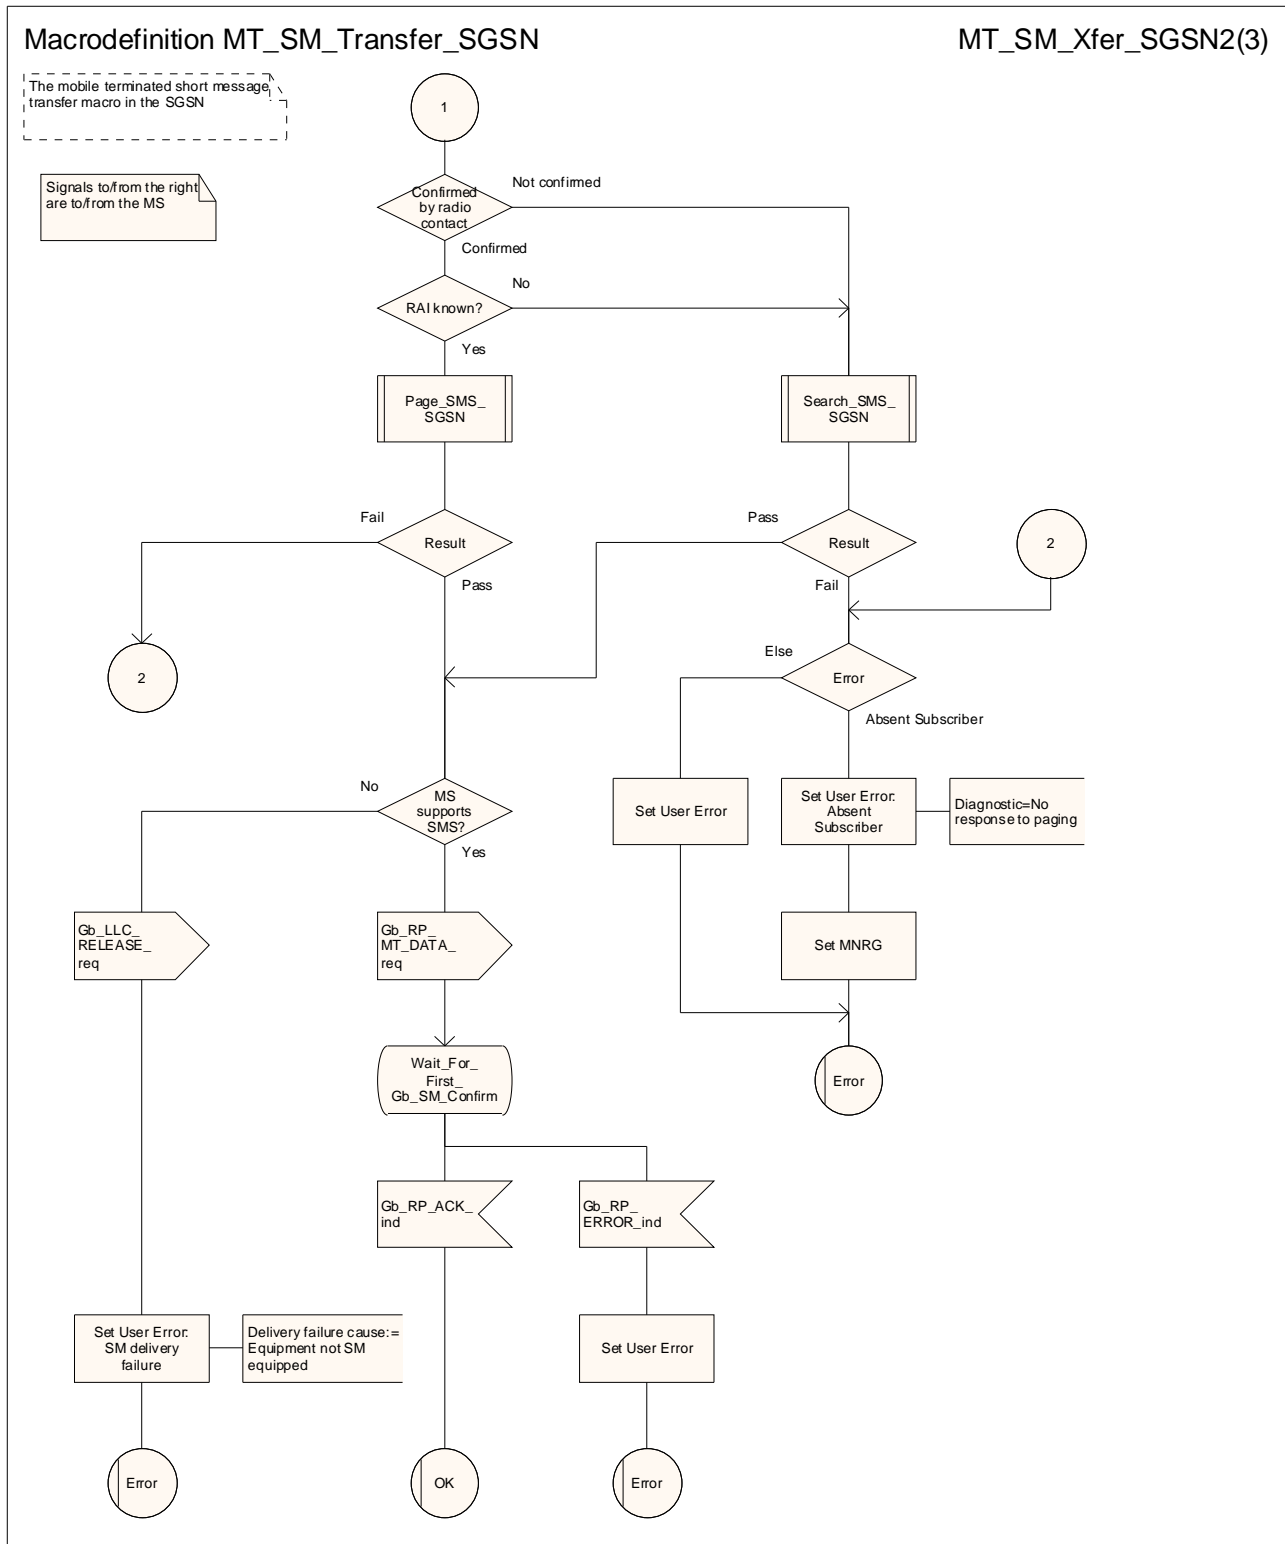 Macrodefinition MT_SM_Transfer_SGSN
MT_SM_Xfer_SGSN2(3)
The mobile terminated short message
transfer macro in the SGSN
Signals to/from the right
are to/from the MS
1
Confirmed
by radio
contact
Not confirmed
Confirmed
RAI known?
No
Yes
Page_SMS_
SGSN
Search_SMS_
SGSN
Fail
Result
Pass
Pass
Result
Fail
2
2
Else
Error
Absent Subscriber
No
MS
supports
SMS?
Yes
Set User Error
Set User Error:
Absent
Subscriber
Diagnostic=No
response to paging
Gb_LLC_
RELEASE_
req
Gb_RP_
MT_DATA_
req
Set MNRG
Wait_For_
First_
Gb_SM_Confirm
Error
Gb_RP_ACK_
ind
Gb_RP_
ERROR_ind
Set User Error:
SM delivery
failure
Delivery failure cause:=
Equipment not SM
equipped
Set User Error
Error
OK
Error